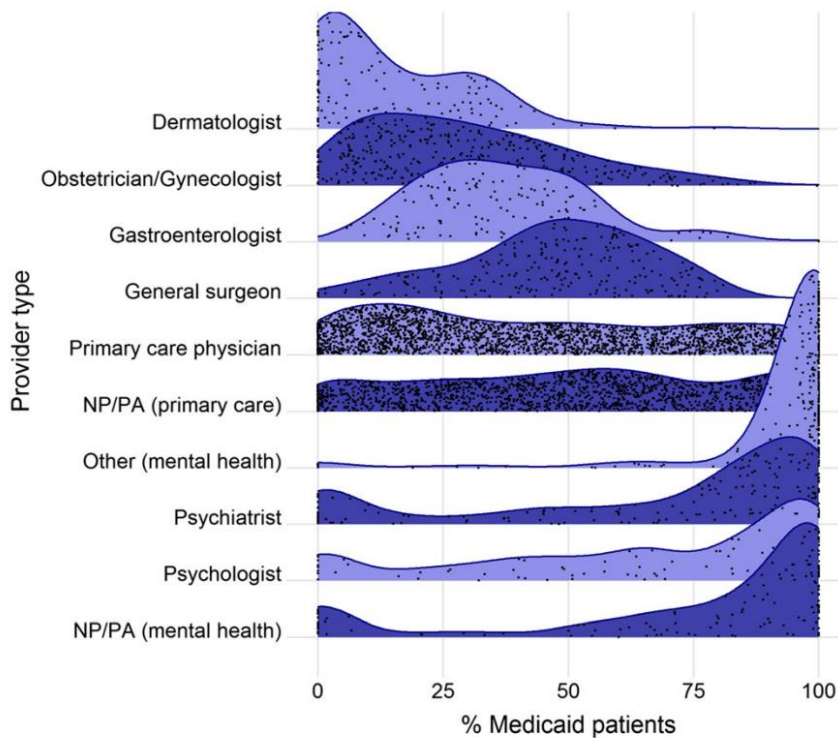 Provider type
Dermatologist
Obstetrician/Gynecologist
Gastroenterologist
General surgeon
Primary care physician
NP/PA (primary care)
Other (mental health)
Psychiatrist
Psychologist
NP/PA (mental health)
0 25 50 75 100
% Medicaid patients